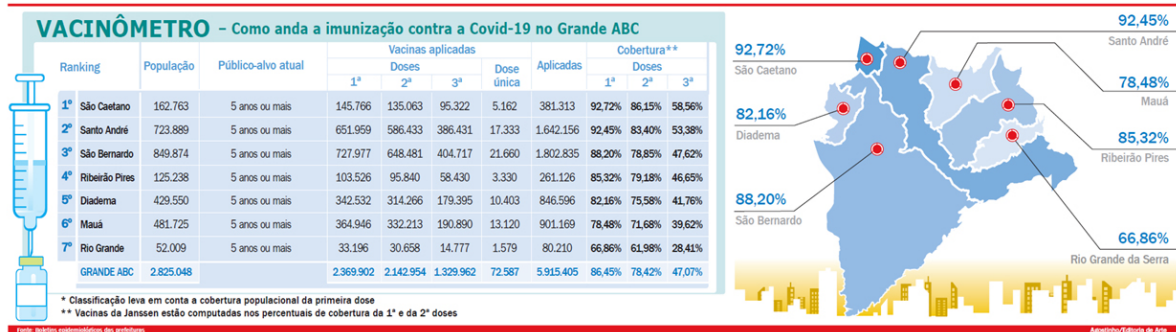 VACINÔMETRO – Como anda a imunização contra a Covid-19 no Grande ABC
Ranking População Público-alvo atual Vacinas aplicadas Aplicadas Cobertura**
Doses Dose única Doses
1ª 2ª 3ª 1ª 2ª 3ª
1º São Caetano 162.763 5 anos ou mais 145.766 135.063 95.322 5.162 381.313 92,72% 86,15% 58,56%
2º Santo André 723.889 5 anos ou mais 651.959 586.433 386.431 17.333 1.642.156 92,45% 83,40% 53,38%
3º São Bernardo 849.874 5 anos ou mais 727.977 648.481 404.717 21.660 1.802.835 88,20% 78,85% 47,62%
4º Ribeirão Pires 125.238 5 anos ou mais 103.526 95.840 58.430 3.330 261.126 85,32% 79,18% 46,65%
5º Diadema 429.550 5 anos ou mais 342.532 314.266 179.395 10.403 846.596 82,16% 75,58% 41,76%
6º Mauá 481.725 5 anos ou mais 364.946 332.213 190.890 13.120 901.169 78,48% 71,68% 39,62%
7º Rio Grande 52.009 5 anos ou mais 33.196 30.658 14.777 1.579 80.210 66,86% 61,98% 28,41%
GRANDE ABC 2.825.048 2.369.902 2.142.954 1.329.962 72.587 5.915.405 86,45% 78,42% 47,07%
* Classificação leva em conta a cobertura populacional da primeira dose
** Vacinas da Janssen estão computadas nos percentuais de cobertura da 1ª e da 2ª doses
92,72%
São Caetano
82,16%
Diadema
88,20%
São Bernardo
92,45%
Santo André
78,48%
Mauá
85,32%
Ribeirão Pires
66,86%
Rio Grande da Serra
Fonte: Boletins epidemiológicos das prefeituras
Agostinho/Editoria de Arte